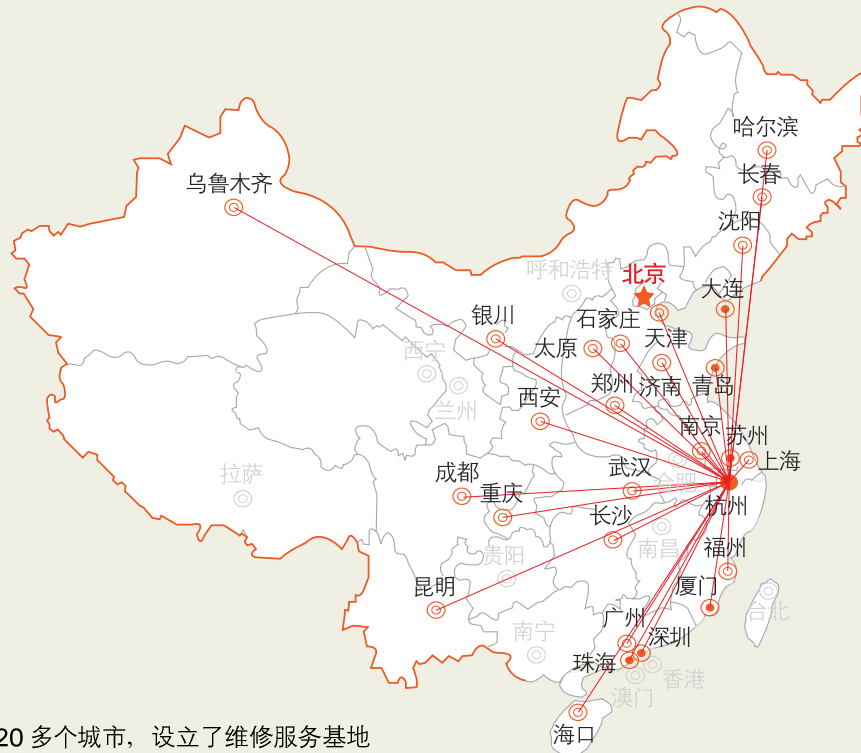 哈尔滨
长春
乌鲁木齐
沈阳
呼和浩特
北京
大连
银川
石家庄
天津
太原
西宁
兰州
郑州
济南
青岛
西安
南京
苏州
上海
拉萨
成都
重庆
武汉
合肥
杭州
长沙
南昌
福州
贵阳
昆明
厦门
台北
广州
深圳
南宁
珠海
香港
澳门
海口
20 多个城市，设立了维修服务基地